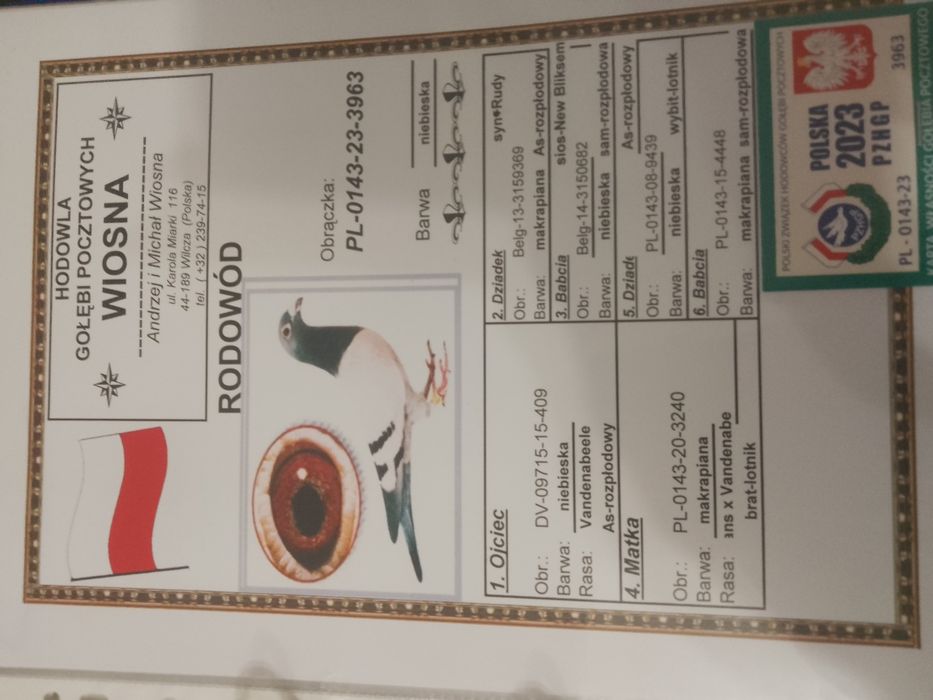 HODOWLA
GOŁĘBI POCZTOWYCH
WIOSNA
Andrzej i Michał Wiosna
ul. Karola Miarki 116
44-189 Wilcza (Polska)
tel. (+32) 239-74-15
RODOWÓD
Obrączka:
PL-0143-23-3963
Barwa niebieska
1. Ojciec
Obr.: DV-09715-15-409
Barwa: niebieska
Rasa: Vandenabeele
As-rozpłodowy
4. Matka
Obr.: PL-0143-20-3240
Barwa: makrapiana
Rasa: ans x Vandenabe
brat-lotnik
2. Dziadek syn•Rudy
Obr.: Belg-13-3159369
Barwa: makrapiana As-rozpłodowy
3. Babcia sios-New Bliksem
Obr.: Belg-14-3150682
Barwa: niebieska sam-rozpłodowa
5. Dziade As-rozpłodowy
Obr.: PL-0143-08-9439
Barwa: niebieska wybit-lotnik
6. Babcia
Obr.: PL-0143-15-4448
Barwa: makrapiana sam-rozpłodowa
POLSKI ZWIĄZEK HODOWCÓW GOŁĘBI POCZTOWYCH
POLSKA
2023
PZHGP
PZHGP
PL - 0143-23 3963
KARTA WŁASNOŚCI GOŁĘBIA POCZTOWEGO